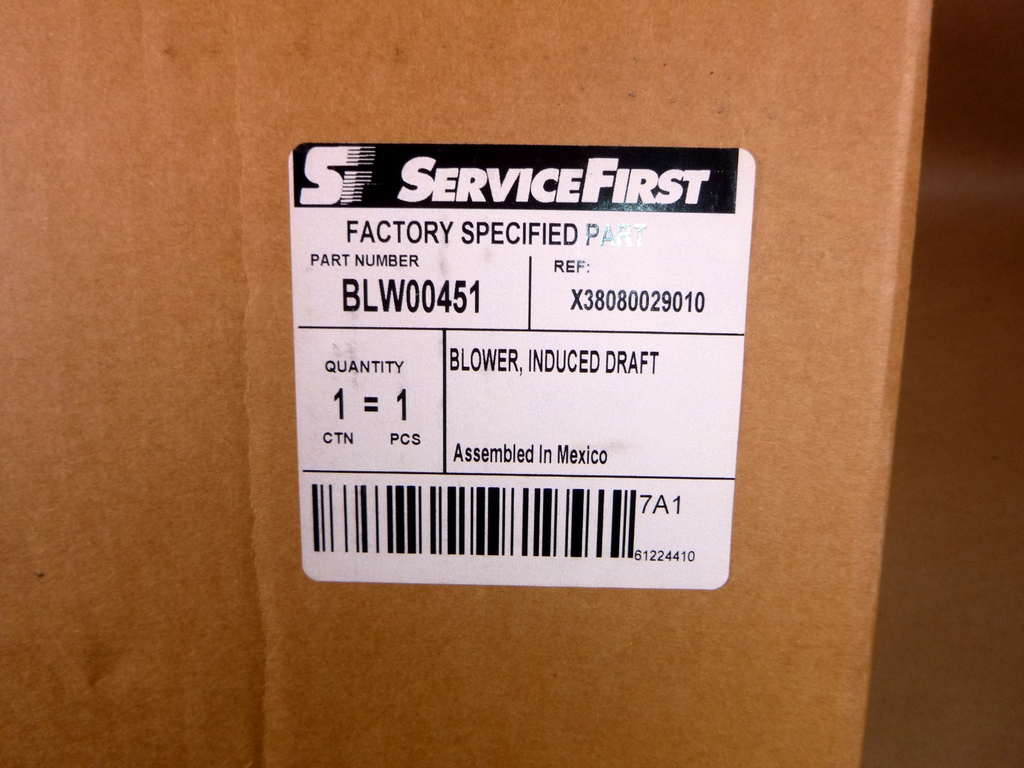 SF SERVICEFIRST
FACTORY SPECIFIED PART
PART NUMBER
BLW00451
REF:
X38080029010
QUANTITY
1 = 1
CTN PCS
BLOWER, INDUCED DRAFT
Assembled In Mexico
7A1
61224410